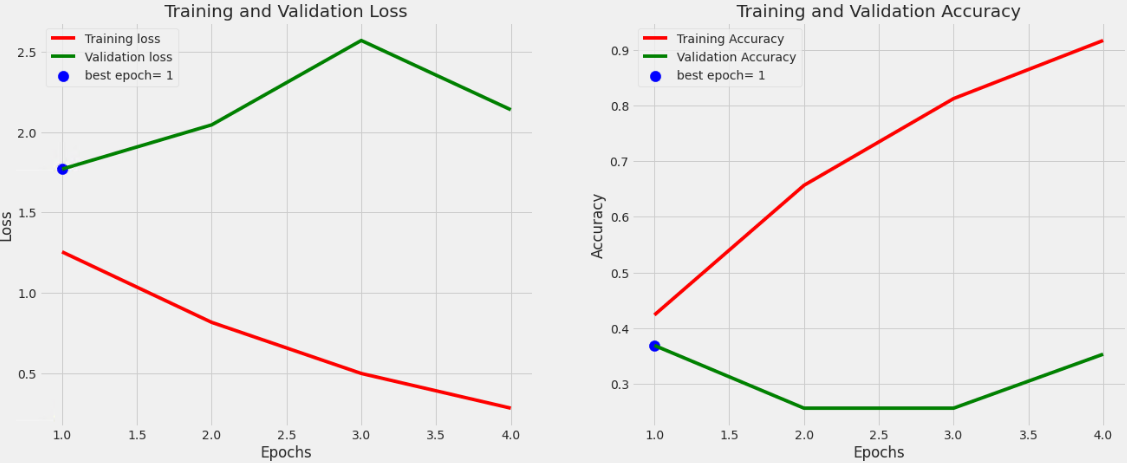 Training and Validation Loss
Training loss
Validation loss
best epoch= 1
2.5
2.0
1.5
1.0
0.5
Loss
1.0 1.5 2.0 2.5 3.0 3.5 4.0
Epochs
Training and Validation Accuracy
Training Accuracy
Validation Accuracy
best epoch= 1
0.9
0.8
0.7
0.6
0.5
0.4
0.3
Accuracy
1.0 1.5 2.0 2.5 3.0 3.5 4.0
Epochs